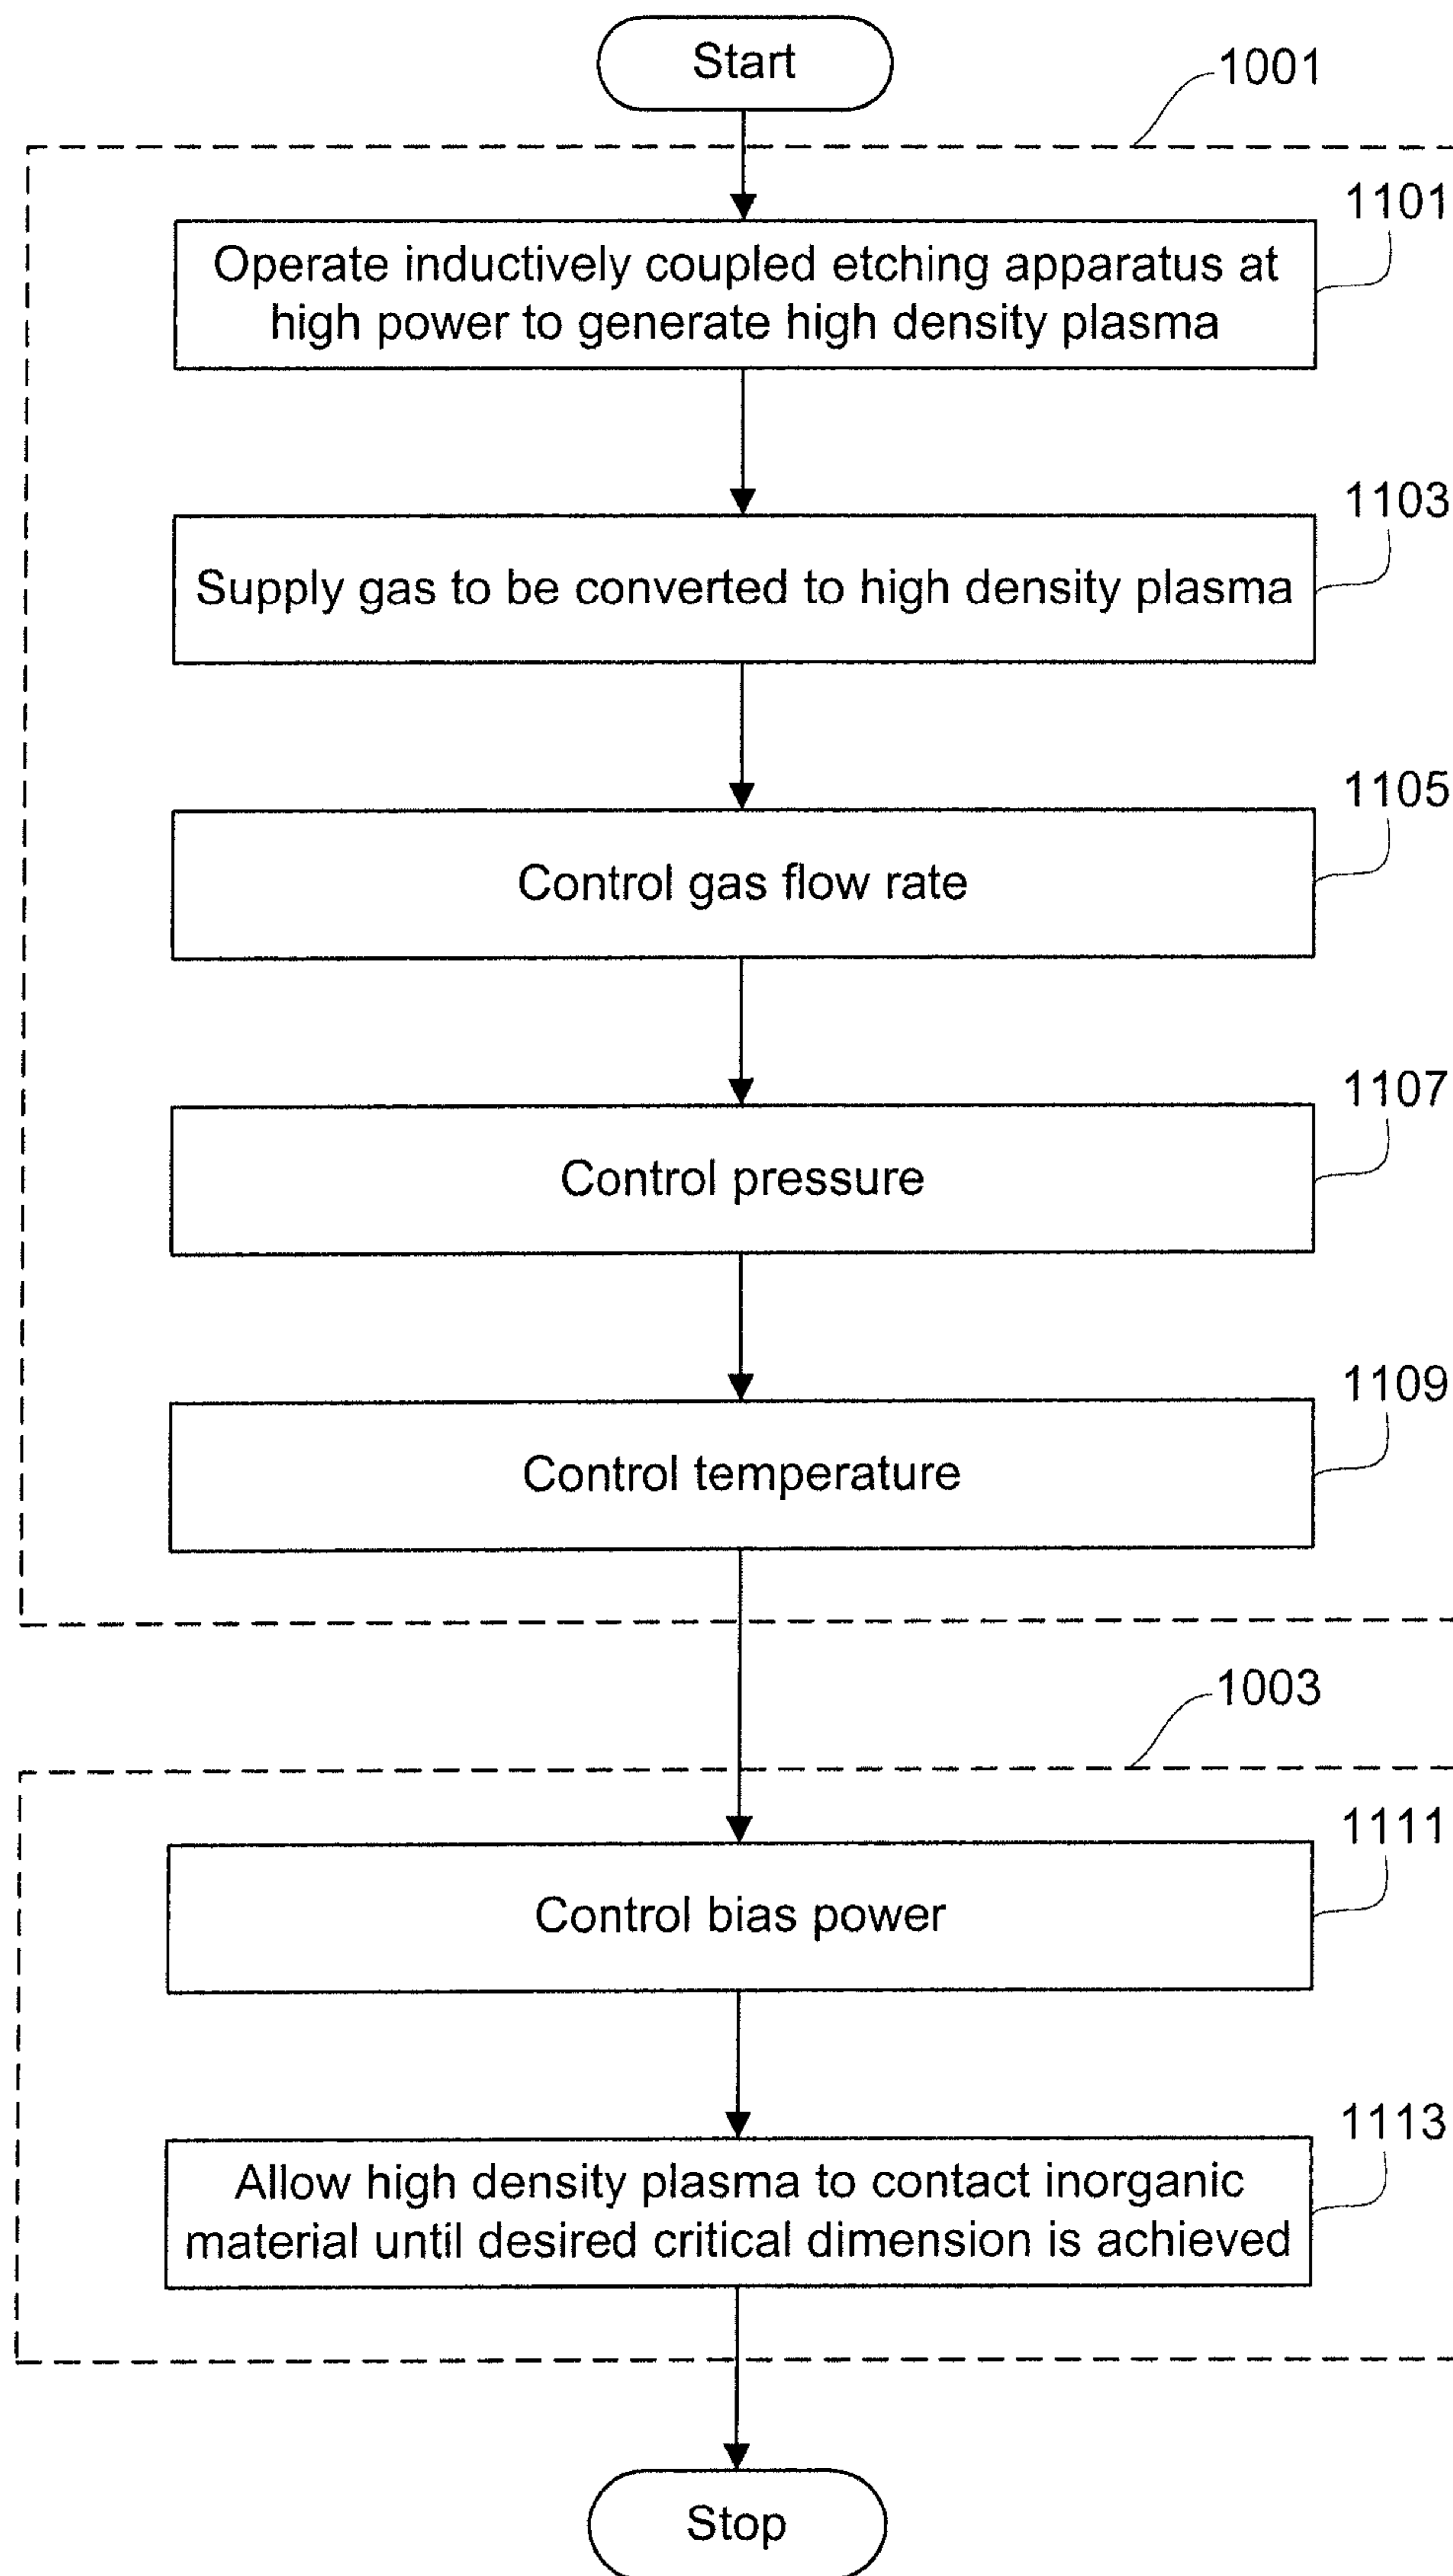 Start
1001
1101
Operate inductively coupled etching apparatus at
high power to generate high density plasma
1103
Supply gas to be converted to high density plasma
1105
Control gas flow rate
1107
Control pressure
1109
Control temperature
1003
1111
Control bias power
1113
Allow high density plasma to contact inorganic
material until desired critical dimension is achieved
Stop